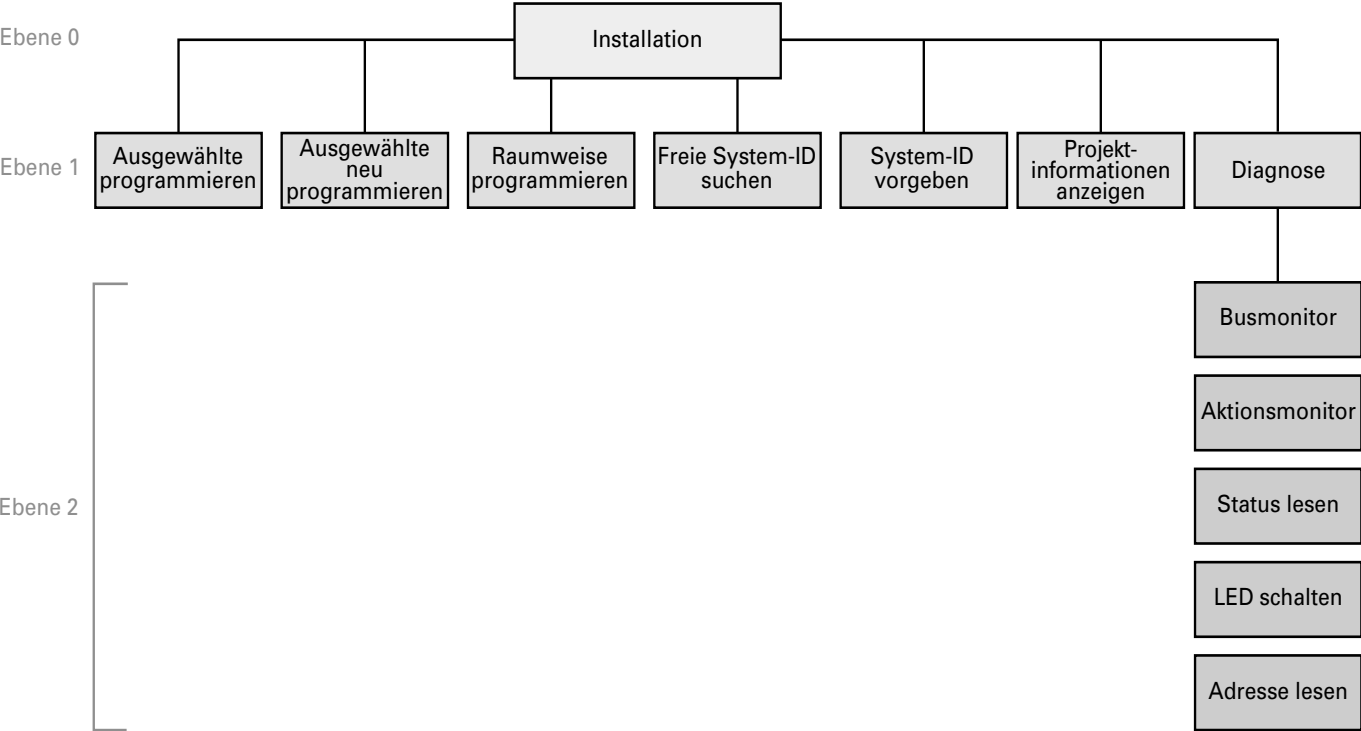 Ebene 0
Installation
Ebene 1
Ausgewählte
programmieren
Ausgewählte
neu
programmieren
Raumweise
programmieren
Freie System-ID
suchen
System-ID
vorgeben
Projekt-
informationen
anzeigen
Diagnose
Ebene 2
Busmonitor
Aktionsmonitor
Status lesen
LED schalten
Adresse lesen